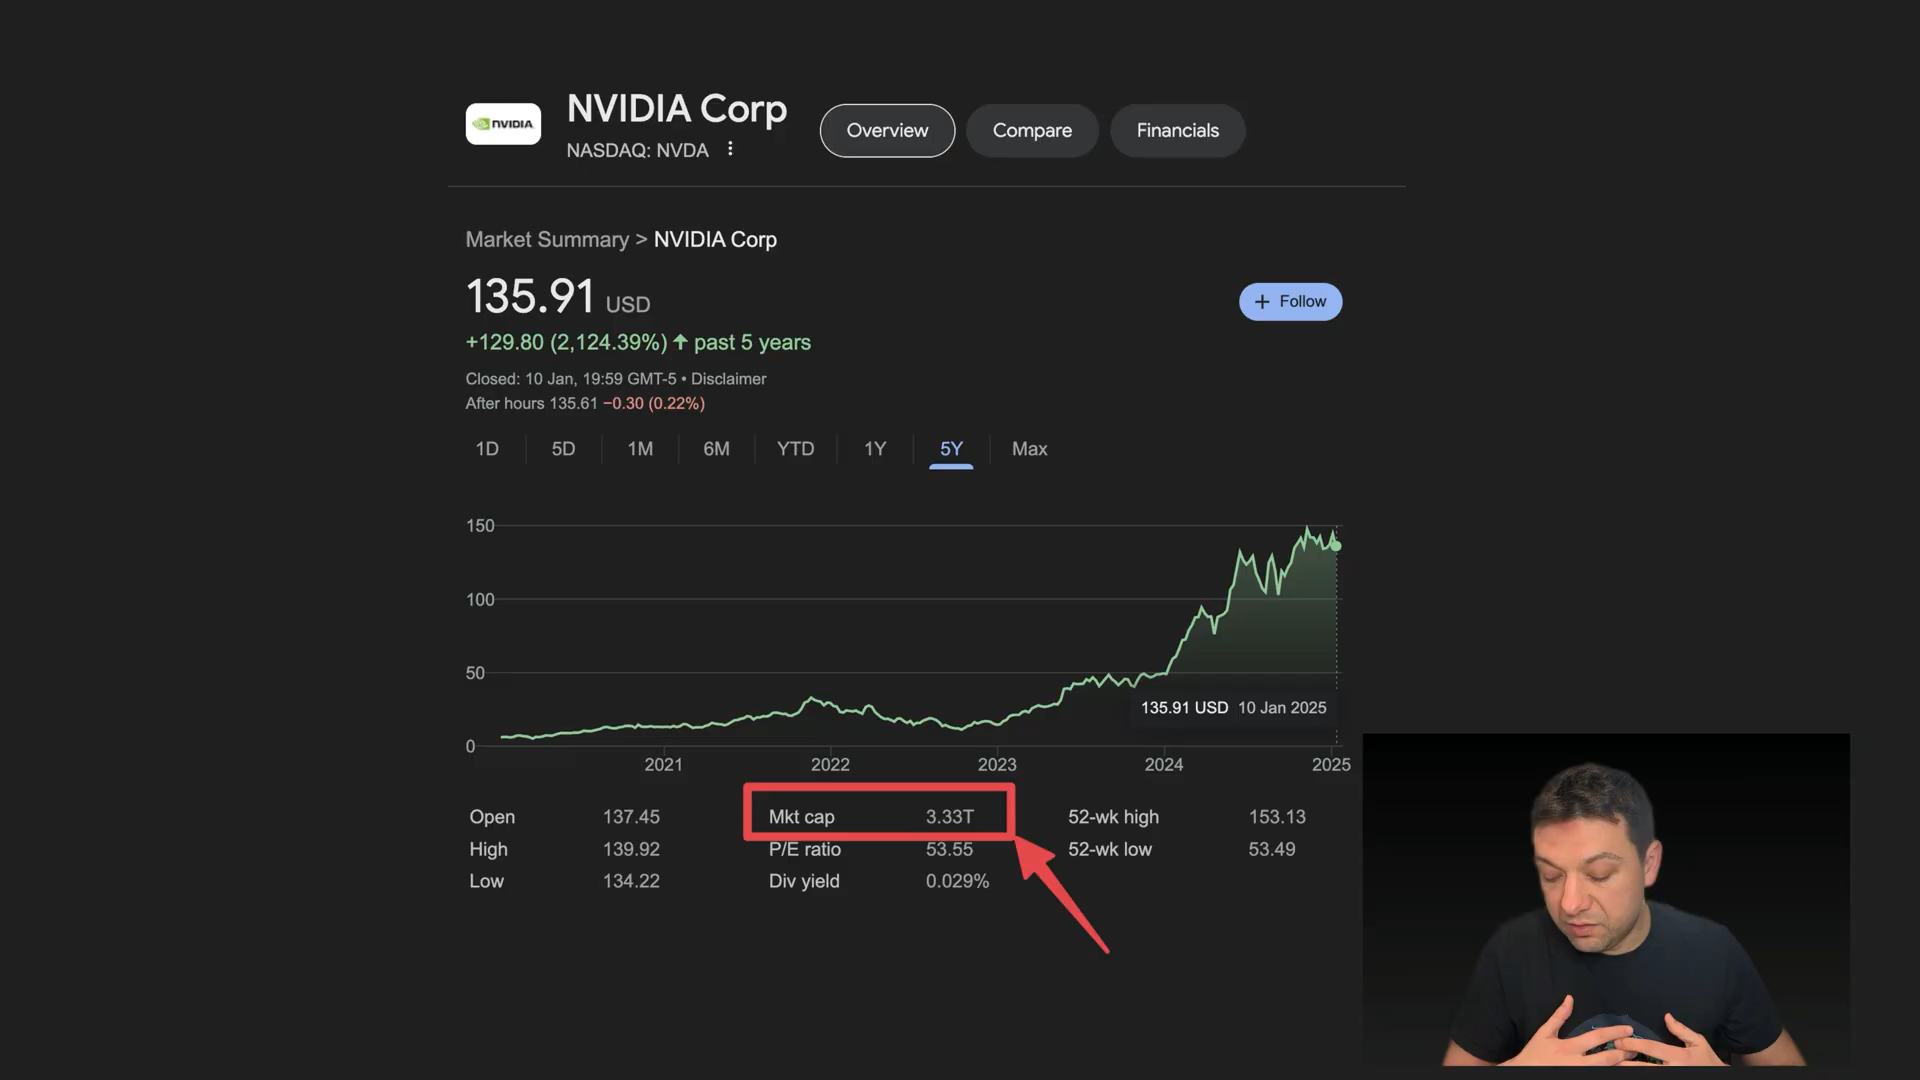 NVIDIA
NVIDIA Corp
NASDAQ: NVDA
Overview
Compare
Financials
Market Summary > NVIDIA Corp
135.91 USD
+ Follow
+129.80 (2,124.39%) ↑ past 5 years
Closed: 10 Jan, 19:59 GMT-5 • Disclaimer
After hours 135.61 −0.30 (0.22%)
1D 5D 1M 6M YTD 1Y 5Y Max
150
100
50
135.91 USD 10 Jan 2025
0
2021 2022 2023 2024 2025
Open 137.45 Mkt cap 3.33T 52-wk high 153.13
High 139.92 P/E ratio 53.55 52-wk low 53.49
Low 134.22 Div yield 0.029%